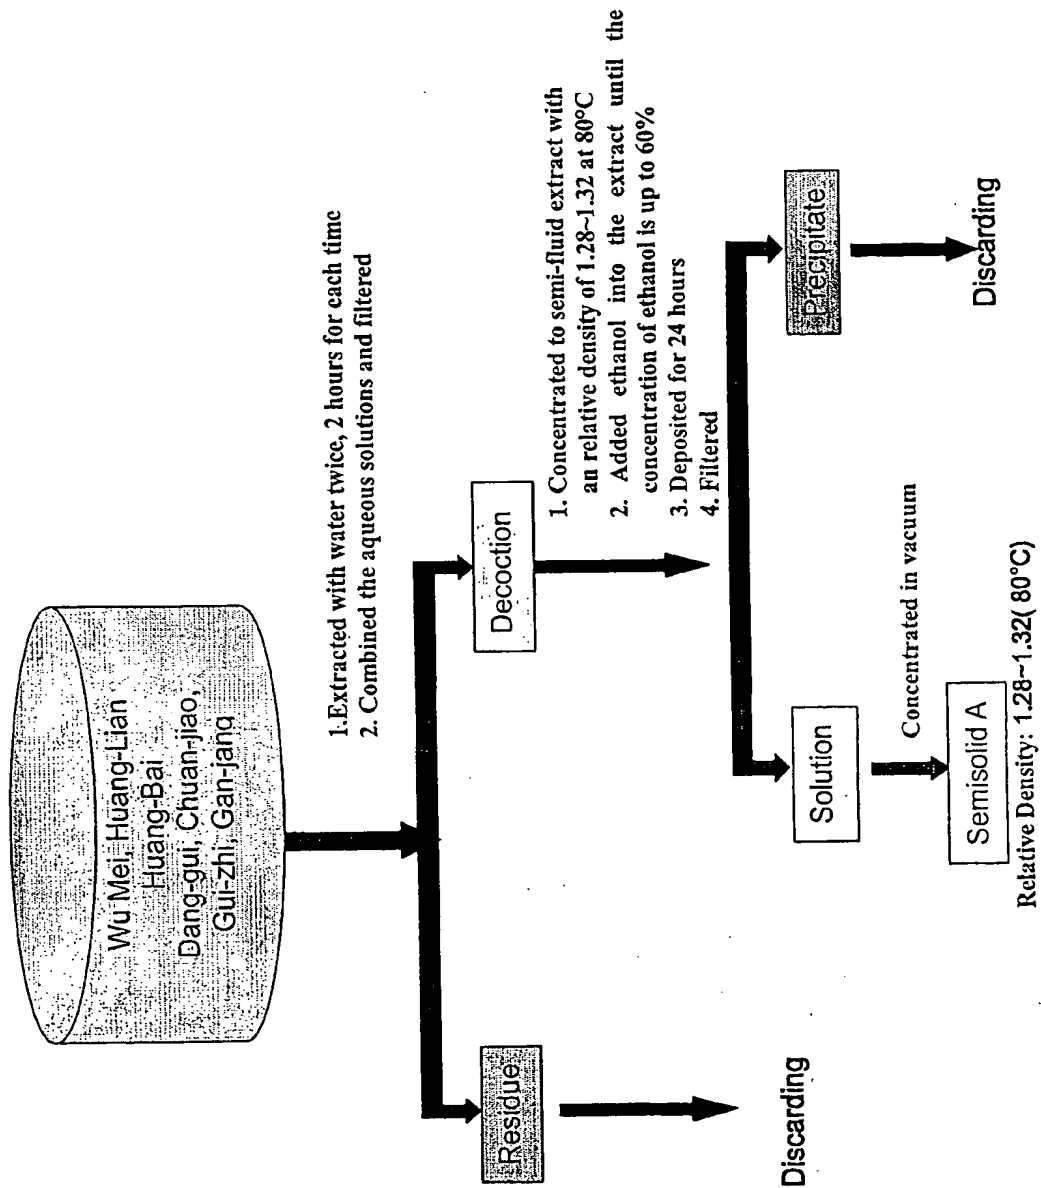 Wu Mei, Huang-Lian
Huang-Bai
Dang-gui, Chuan-jiao,
Gui-zhi, Gan-jang
1.Extracted with water twice, 2 hours for each time
2. Combined the aqueous solutions and filtered
Residue
Decoction
Discarding
1. Concentrated to semi-fluid extract with
an relative density of 1.28~1.32 at 80°C
2. Added ethanol into the extract until the
concentration of ethanol is up to 60%
3. Deposited for 24 hours
4. Filtered
Solution
Precipitate
Concentrated in vacuum
Discarding
Semisolid A
Relative Density: 1.28~1.32( 80°C)